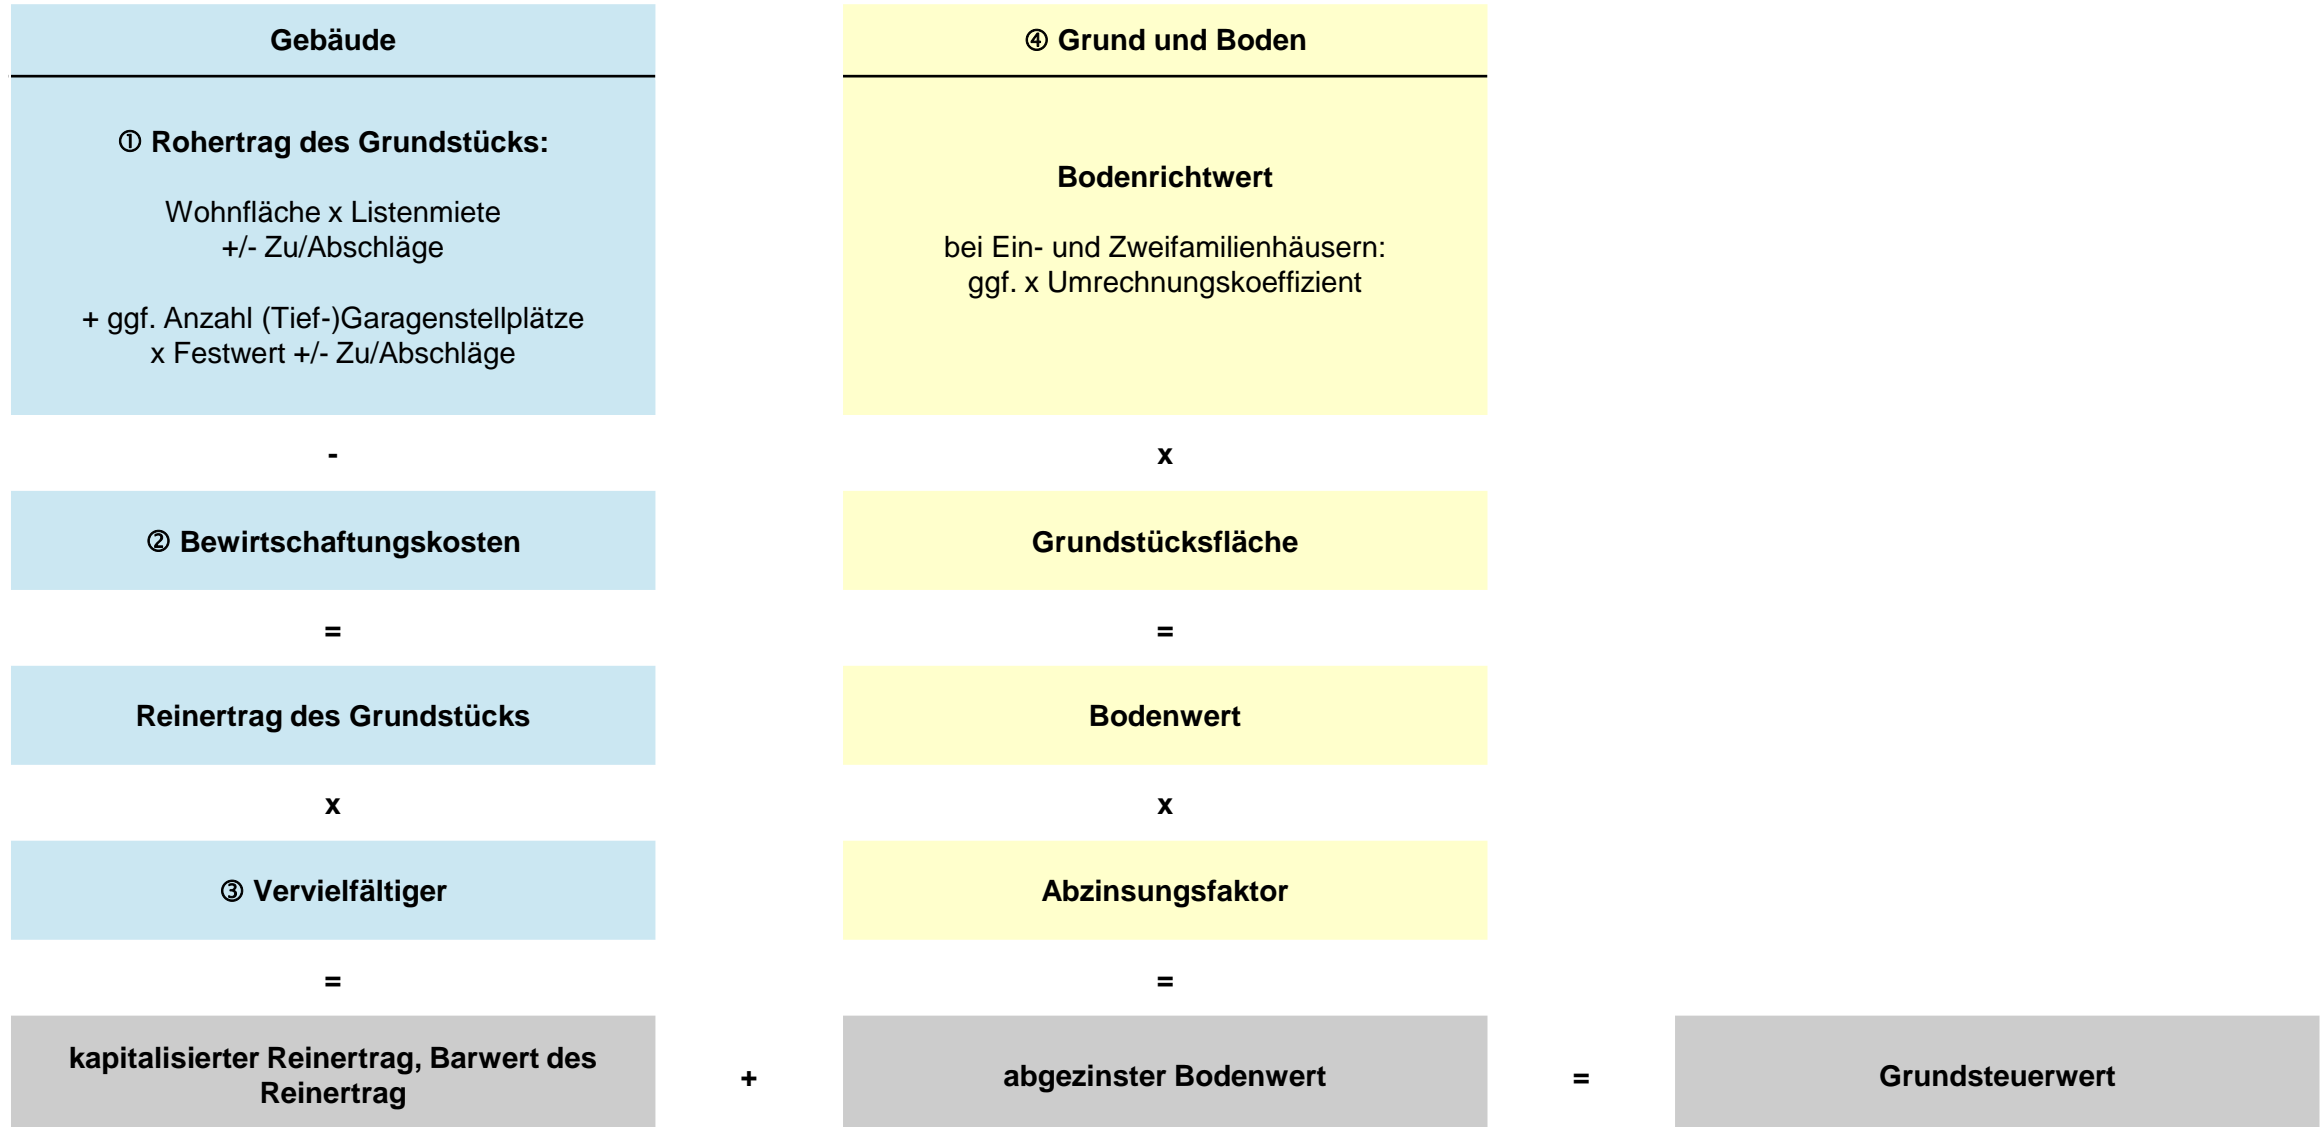 Gebäude
① Rohertrag des Grundstücks:
Wohnfläche x Listenmiete
+/- Zu/Abschläge
+ ggf. Anzahl (Tief-)Garagenstellplätze
x Festwert +/- Zu/Abschläge
-
② Bewirtschaftungskosten
=
Reinertrag des Grundstücks
x
③ Vervielfältiger
=
kapitalisierter Reinertrag, Barwert des
Reinertrag
+
④ Grund und Boden
Bodenrichtwert
bei Ein- und Zweifamilienhäusern:
ggf. x Umrechnungskoeffizient
x
Grundstücksfläche
=
Bodenwert
x
Abzinsungsfaktor
=
abgezinster Bodenwert
=
Grundsteuerwert